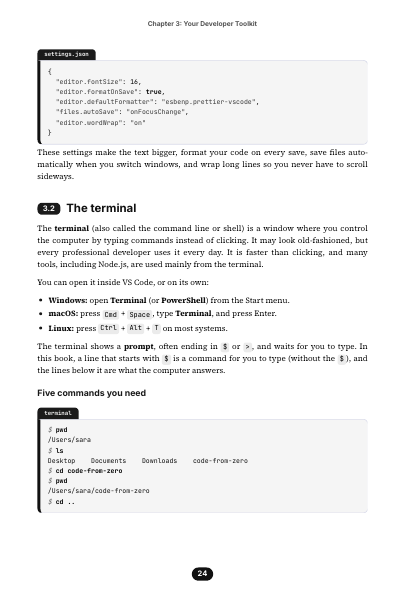 Chapter 3: Your Developer Toolkit
settings.json
{
  "editor.fontSize": 16,
  "editor.formatOnSave": true,
  "editor.defaultFormatter": "esbenp.prettier-vscode",
  "files.autoSave": "onFocusChange",
  "editor.wordWrap": "on"
}
These settings make the text bigger, format your code on every save, save files auto-
matically when you switch windows, and wrap long lines so you never have to scroll
sideways.
3.2 The terminal
The terminal (also called the command line or shell) is a window where you control
the computer by typing commands instead of clicking. It may look old-fashioned, but
every professional developer uses it every day. It is faster than clicking, and many
tools, including Node.js, are used mainly from the terminal.
You can open it inside VS Code, or on its own:
• Windows: open Terminal (or PowerShell) from the Start menu.
• macOS: press Cmd + Space, type Terminal, and press Enter.
• Linux: press Ctrl + Alt + T on most systems.
The terminal shows a prompt, often ending in $ or >, and waits for you to type. In
this book, a line that starts with $ is a command for you to type (without the $), and
the lines below it are what the computer answers.
Five commands you need
terminal
$ pwd
/Users/sara
$ ls
Desktop    Documents    Downloads    code-from-zero
$ cd code-from-zero
$ pwd
/Users/sara/code-from-zero
$ cd ..
24